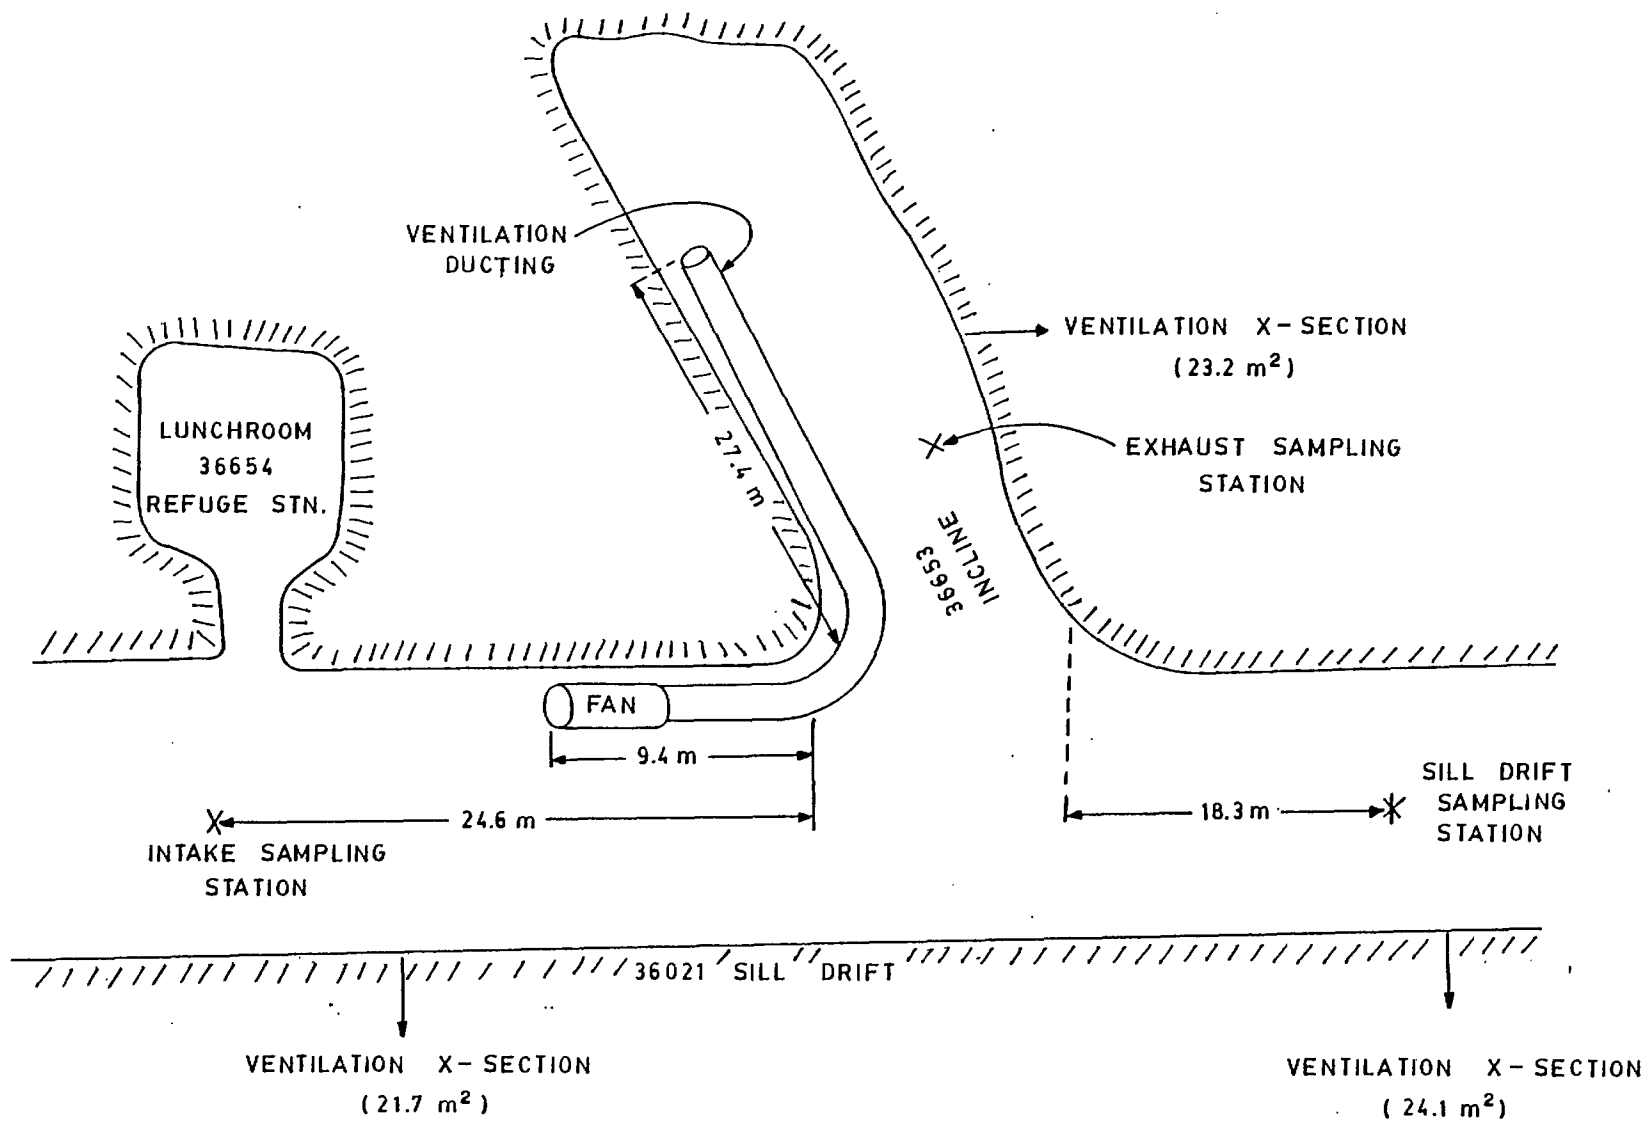 VENTILATION
DUCTING
VENTILATION X-SECTION
(23.2 m²)
LUNCHROOM
36654
REFUGE STN.
27.4 m
EXHAUST SAMPLING
STATION
36653
INCLINE
FAN
9.4 m
24.6 m
18.3 m
SILL DRIFT
SAMPLING
STATION
INTAKE SAMPLING
STATION
36021 SILL DRIFT
VENTILATION X-SECTION
(21.7 m²)
VENTILATION X-SECTION
(24.1 m²)